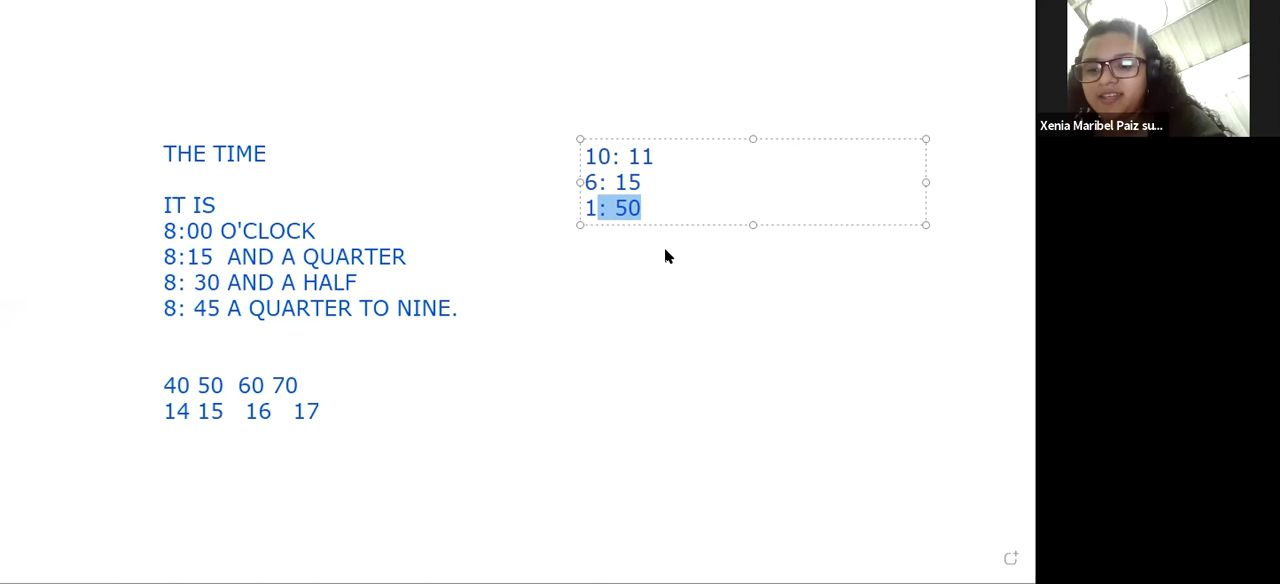 THE TIME
IT IS
8:00 O'CLOCK
8:15 AND A QUARTER
8: 30 AND A HALF
8: 45 A QUARTER TO NINE.
40 50 60 70
14 15 16 17
10: 11
6: 15
1: 50
Xenia Maribel Paiz su...